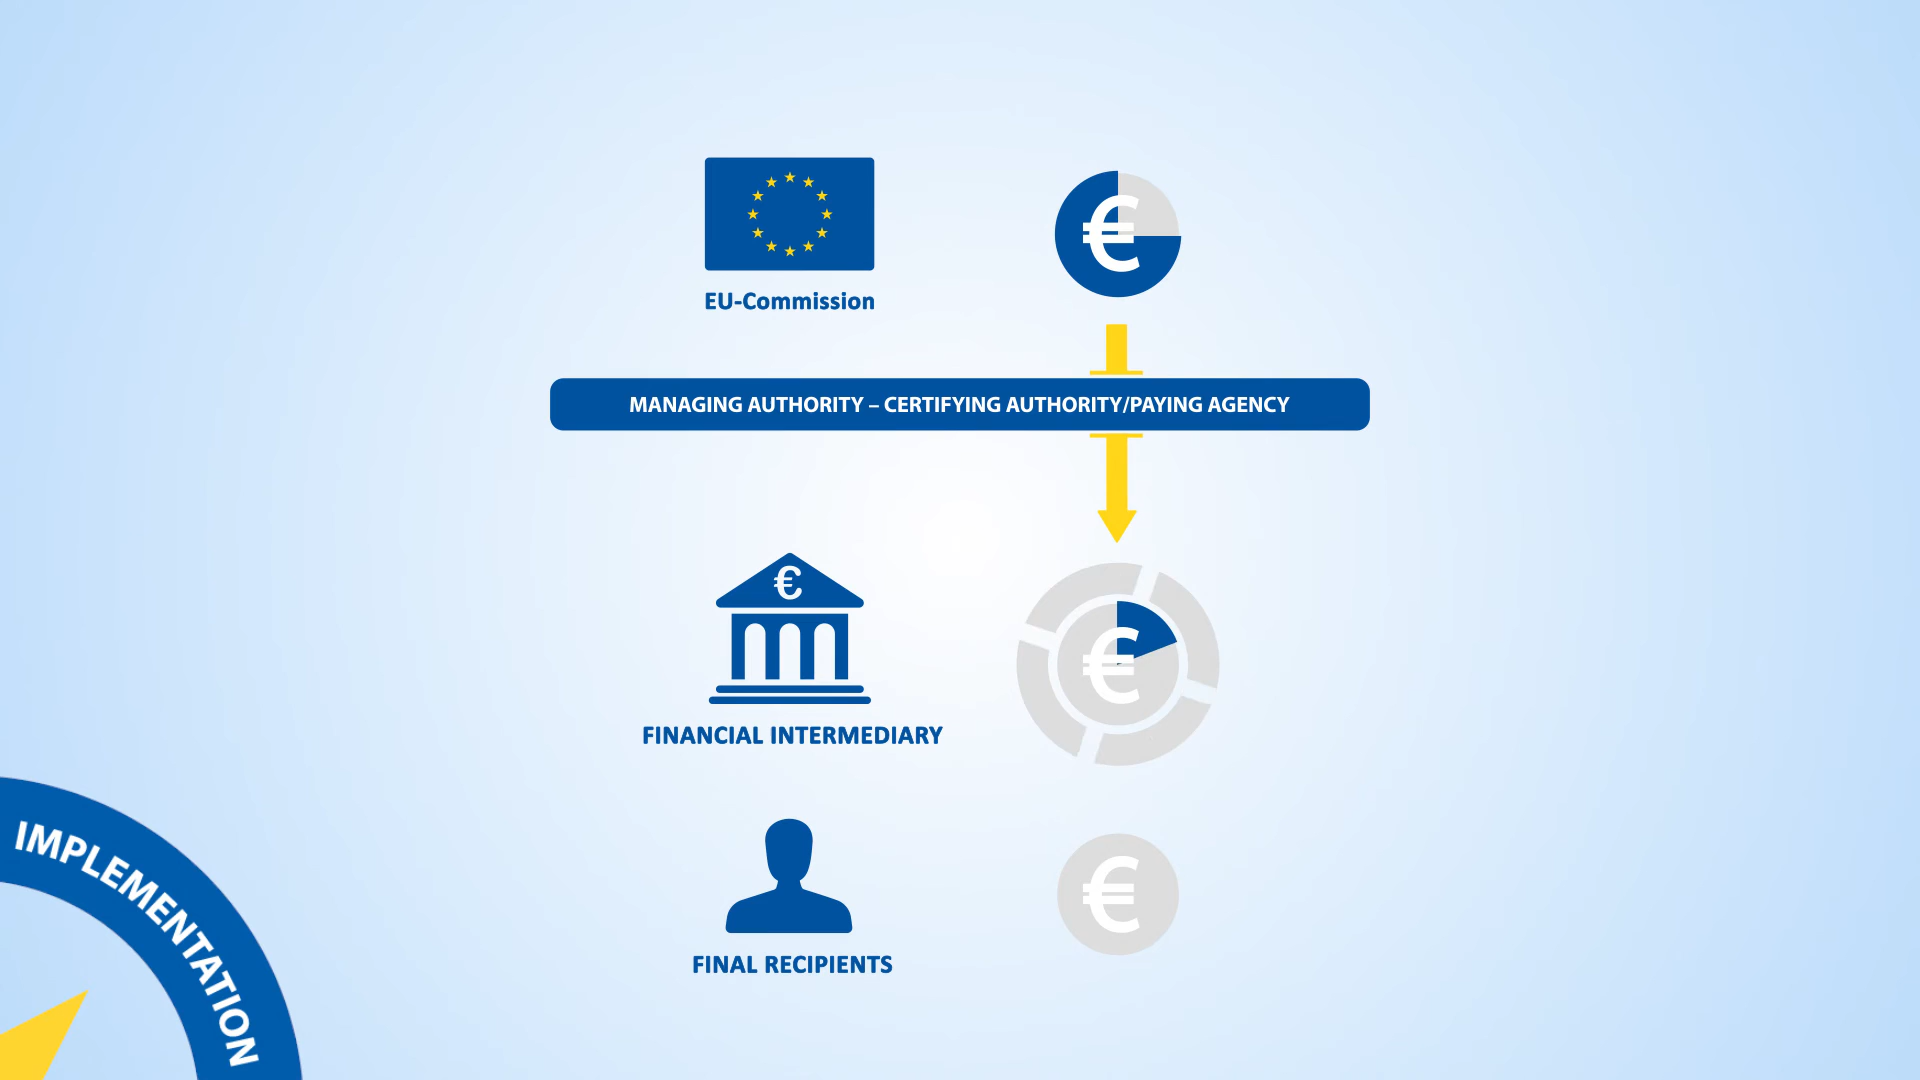 €
EU-Commission
MANAGING AUTHORITY – CERTIFYING AUTHORITY/PAYING AGENCY
€
€
FINANCIAL INTERMEDIARY
€
FINAL RECIPIENTS
IMPLEMENTATION